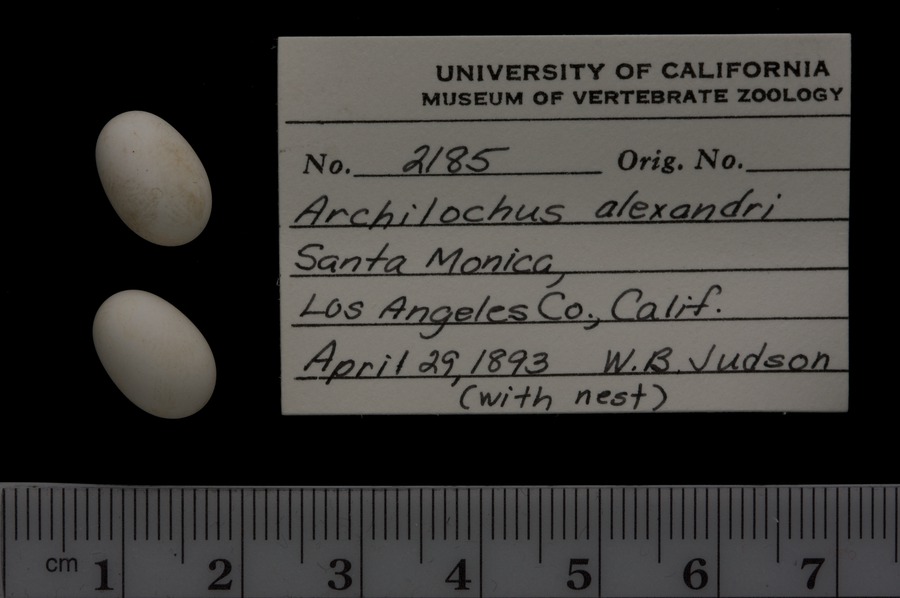 UNIVERSITY OF CALIFORNIA
MUSEUM OF VERTEBRATE ZOOLOGY
No. 2185 Orig. No.
Archilochus alexandri
Santa Monica,
Los Angeles Co., Calif.
April 29, 1893 W.B. Judson
(with nest)
cm 1 2 3 4 5 6 7